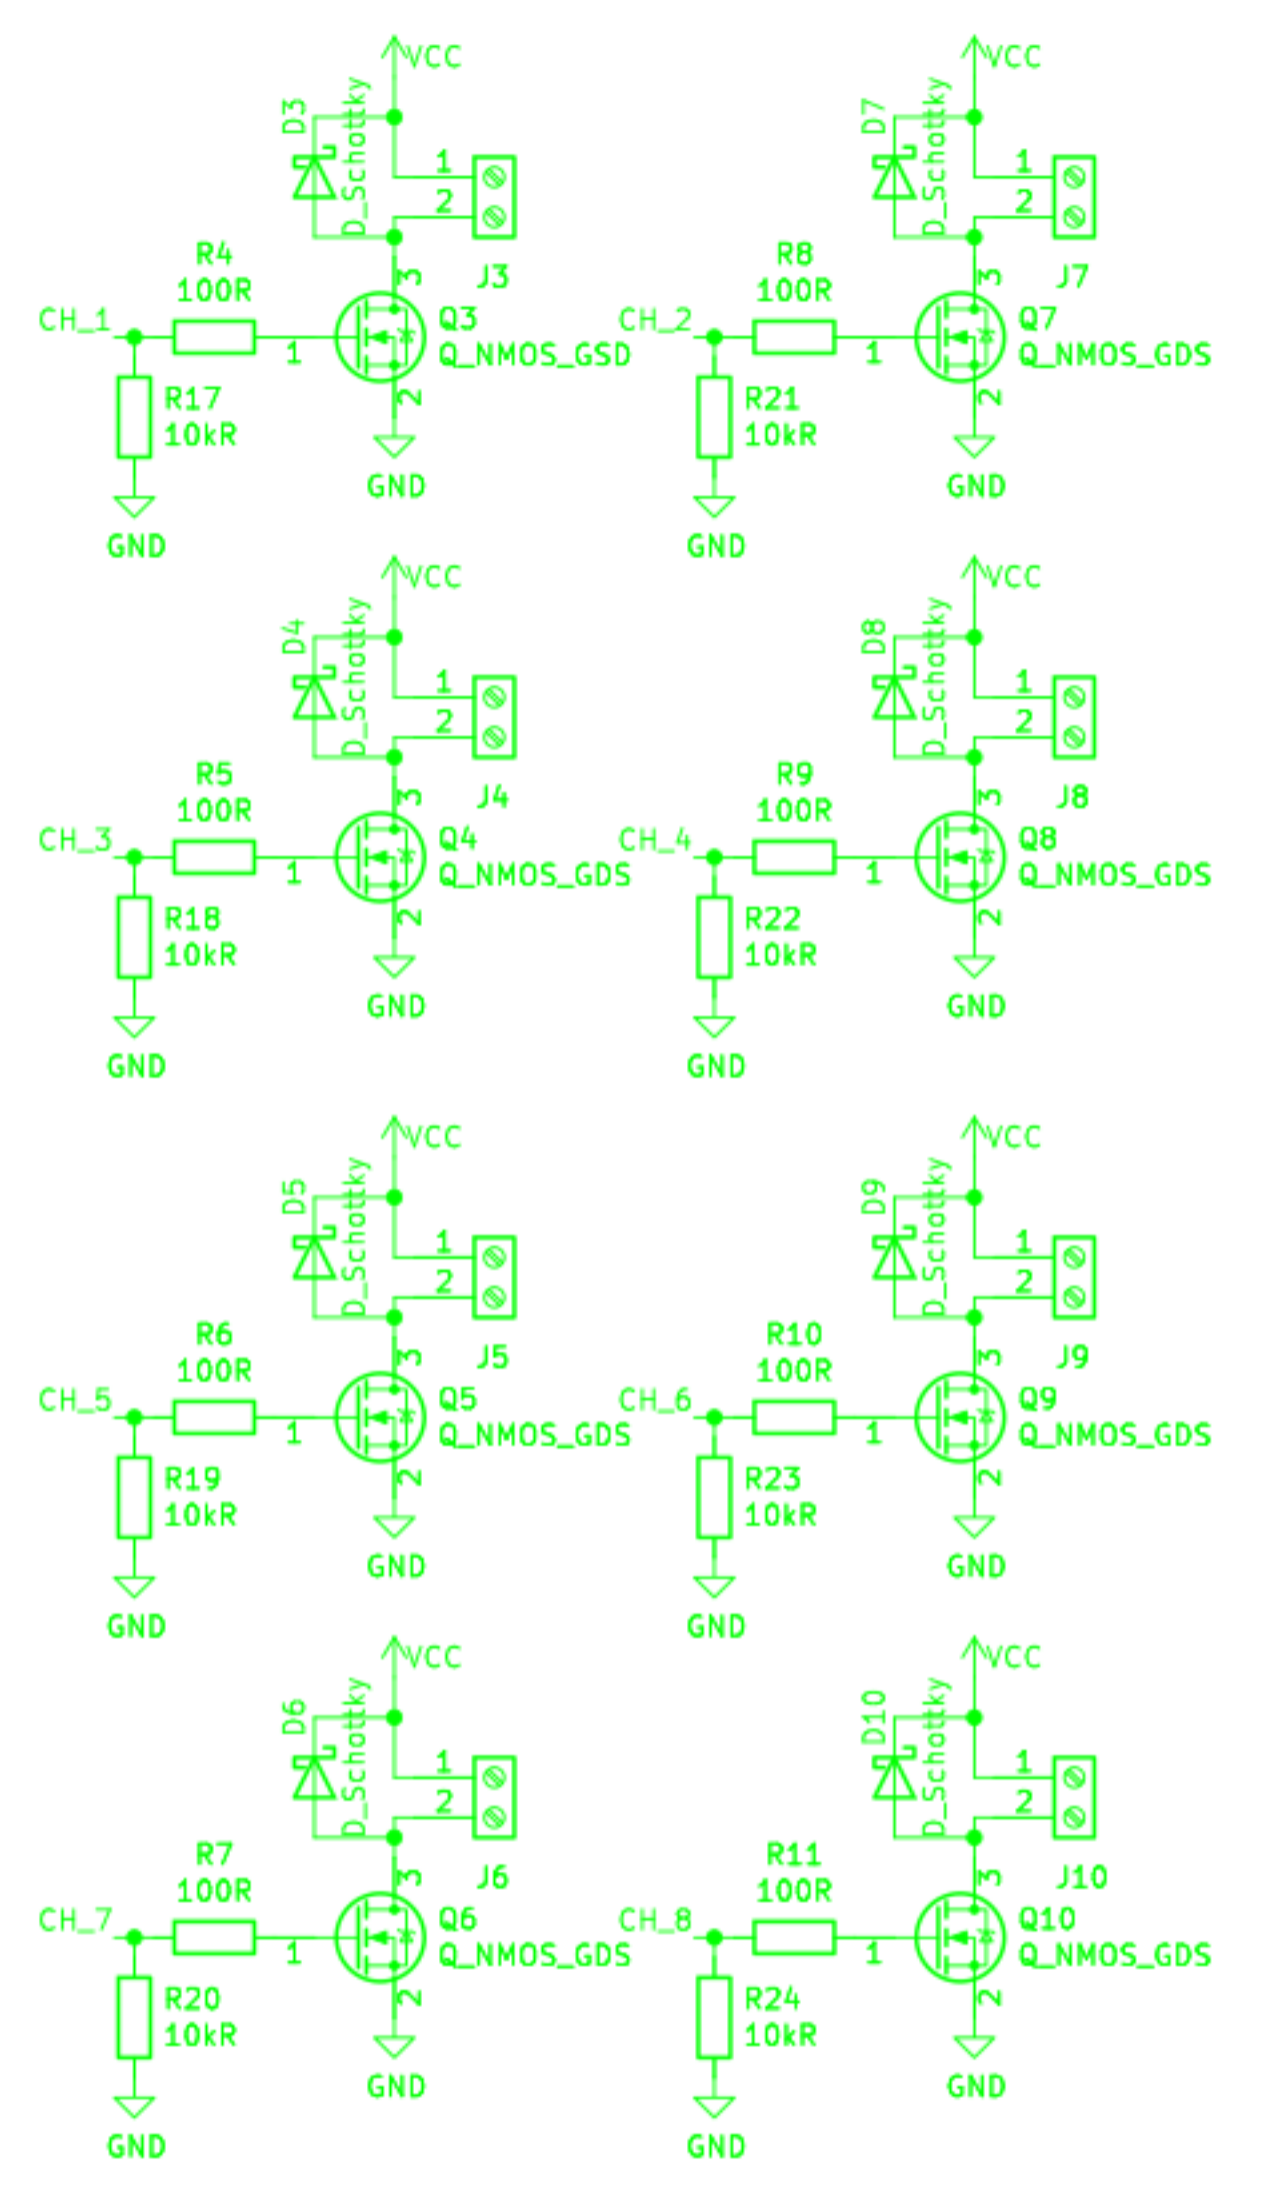 VCC
D3
D_Schottky
1
2
J3
R4
100R
CH_1
1
3
Q3
Q_NMOS_GSD
2
R17
10kR
GND
GND
VCC
D7
D_Schottky
1
2
J7
R8
100R
CH_2
1
3
Q7
Q_NMOS_GDS
2
R21
10kR
GND
GND
VCC
D4
D_Schottky
1
2
J4
R5
100R
CH_3
1
3
Q4
Q_NMOS_GDS
2
R18
10kR
GND
GND
VCC
D8
D_Schottky
1
2
J8
R9
100R
CH_4
1
3
Q8
Q_NMOS_GDS
2
R22
10kR
GND
GND
VCC
D5
D_Schottky
1
2
J5
R6
100R
CH_5
1
3
Q5
Q_NMOS_GDS
2
R19
10kR
GND
GND
VCC
D9
D_Schottky
1
2
J9
R10
100R
CH_6
1
3
Q9
Q_NMOS_GDS
2
R23
10kR
GND
GND
VCC
D6
D_Schottky
1
2
J6
R7
100R
CH_7
1
3
Q6
Q_NMOS_GDS
2
R20
10kR
GND
GND
VCC
D10
D_Schottky
1
2
J10
R11
100R
CH_8
1
3
Q10
Q_NMOS_GDS
2
R24
10kR
GND
GND